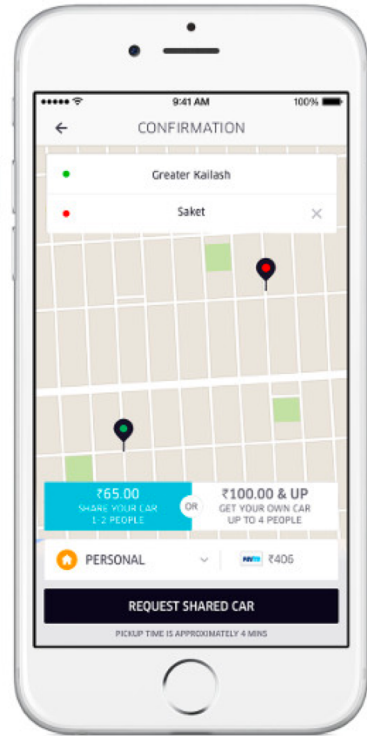 9:41 AM
100%
CONFIRMATION
Greater Kailash
Saket
₹65.00
SHARE YOUR CAR
1-2 PEOPLE
OR
₹100.00 & UP
GET YOUR OWN CAR
UP TO 4 PEOPLE
PERSONAL
Paytm ₹406
REQUEST SHARED CAR
PICKUP TIME IS APPROXIMATELY 4 MINS